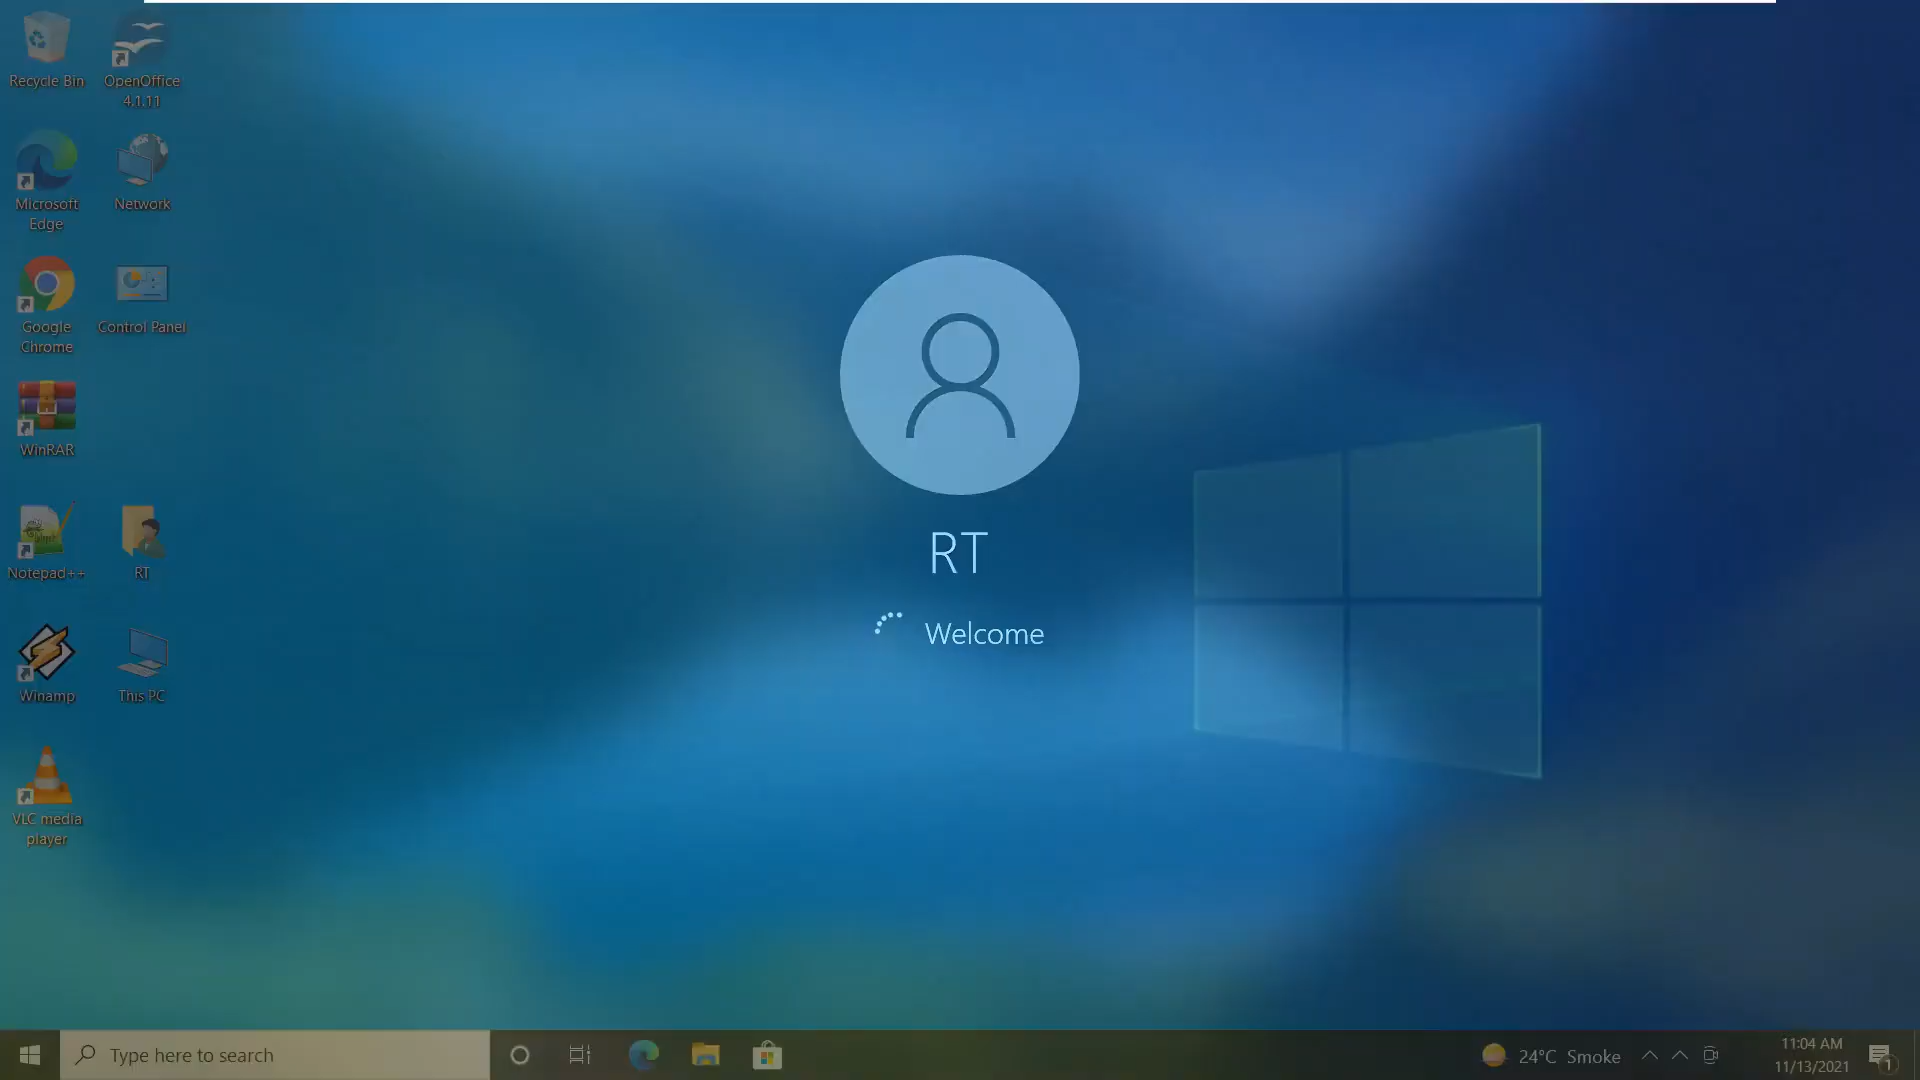 Recycle Bin
OpenOffice
4.1.11
Microsoft
Edge
Network
Google
Chrome
Control Panel
WinRAR
Notepad++
RT
Winamp
This PC
VLC media
player
RT
Welcome
Type here to search
24°C Smoke
11:04 AM
11/13/2021
1